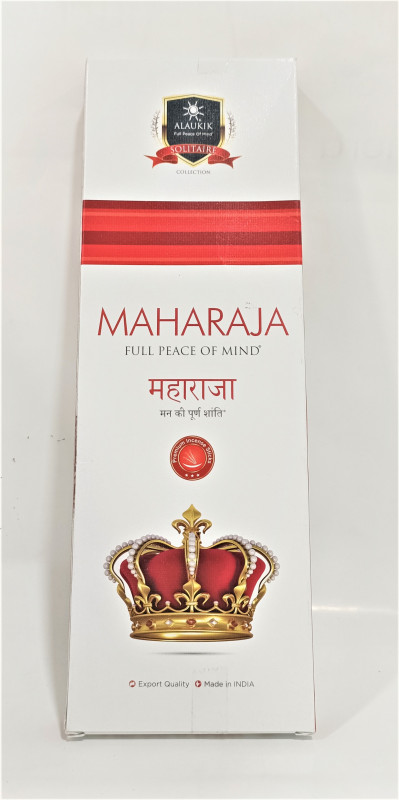 ALAUKIK
Full Peace Of Mind®
SOLITAIRE
COLLECTION
MAHARAJA
FULL PEACE OF MIND®
महाराजा
मन की पूर्ण शांति®
Premium Incense Sticks
Export Quality Made in INDIA